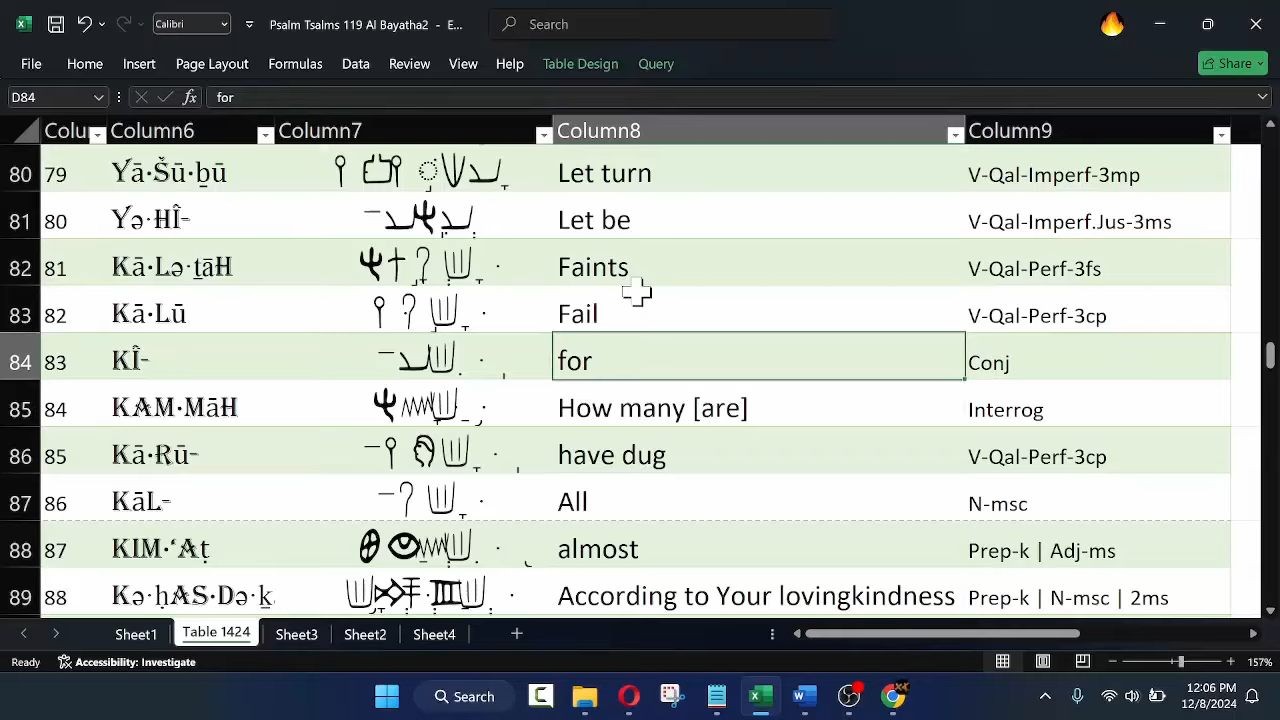 Calibri
Psalm Tsalms 119 Al Bayatha2 - E...
Search
File Home Insert Page Layout Formulas Data Review View Help Table Design Query Share
D84 fx for
Colu Column6 Column7 Column8 Column9
80 79 Yā·Šū·ḇū Let turn V-Qal-Imperf-3mp
81 80 Yə·HÎ- Let be V-Qal-Imperf.Jus-3ms
82 81 Kā·Lə·ṯāH Faints V-Qal-Perf-3fs
83 82 Kā·Lū Fail V-Qal-Perf-3cp
84 83 KÎ- for Conj
85 84 KAM·MāH How many [are] Interrog
86 85 Kā·Rū- have dug V-Qal-Perf-3cp
87 86 KāL- All N-msc
88 87 KIM·‘Aṭ almost Prep-k | Adj-ms
89 88 Kə·ḥAS·Də·ḵ According to Your lovingkindness Prep-k | N-msc | 2ms
Sheet1 Table 1424 Sheet3 Sheet2 Sheet4
Ready Accessibility: Investigate 157%
Search 12:06 PM
12/8/2024